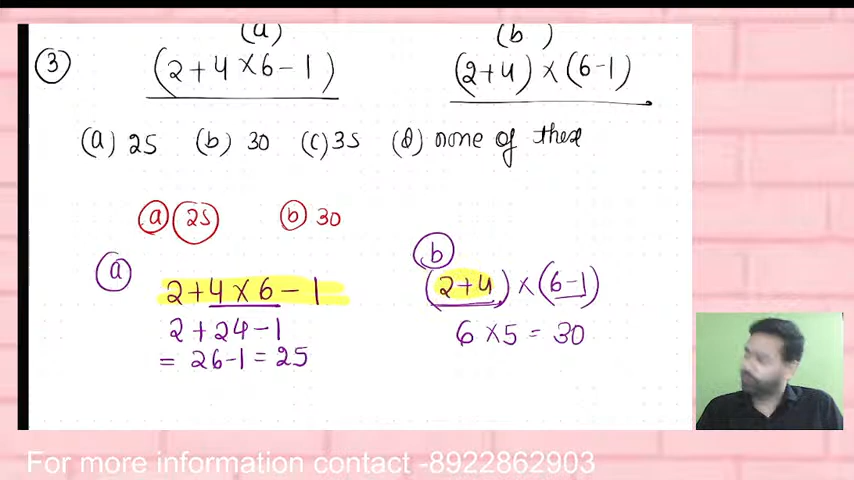 (a) (b)
③ (2+4×6-1) (2+4)×(6-1)
(a) 25 (b) 30 (c) 35 (d) none of these
ⓐ 25 ⓑ 30
ⓐ ⓑ
2+4×6-1 (2+4)×(6-1)
2+24-1 6×5=30
= 26-1=25
For more information contact -8922862903